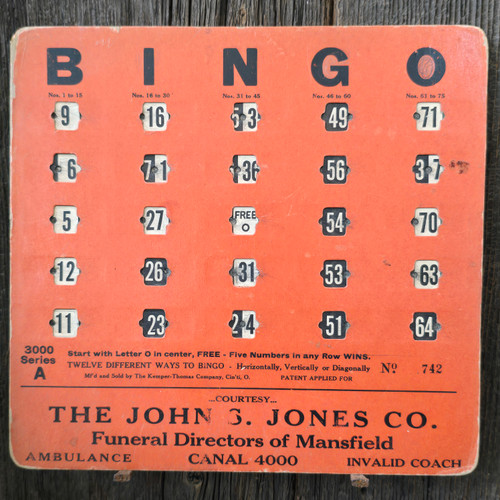 B I N G O
Nos. 1 to 15 Nos. 16 to 30 Nos. 31 to 45 Nos. 46 to 60 Nos. 61 to 75
9 16 49 71
6 56
5 27 FREE 54 70
O
12 26 31 53 63
11 23 51 64
3000 Series A
Start with Letter O in center, FREE - Five Numbers in any Row WINS.
TWELVE DIFFERENT WAYS TO BINGO - Horizontally, Vertically or Diagonally No 742
Mf'd and Sold by The Kemper-Thomas Company, Cin'ti, O. PATENT APPLIED FOR
...COURTESY...
THE JOHN S. JONES CO.
Funeral Directors of Mansfield
AMBULANCE CANAL 4000 INVALID COACH